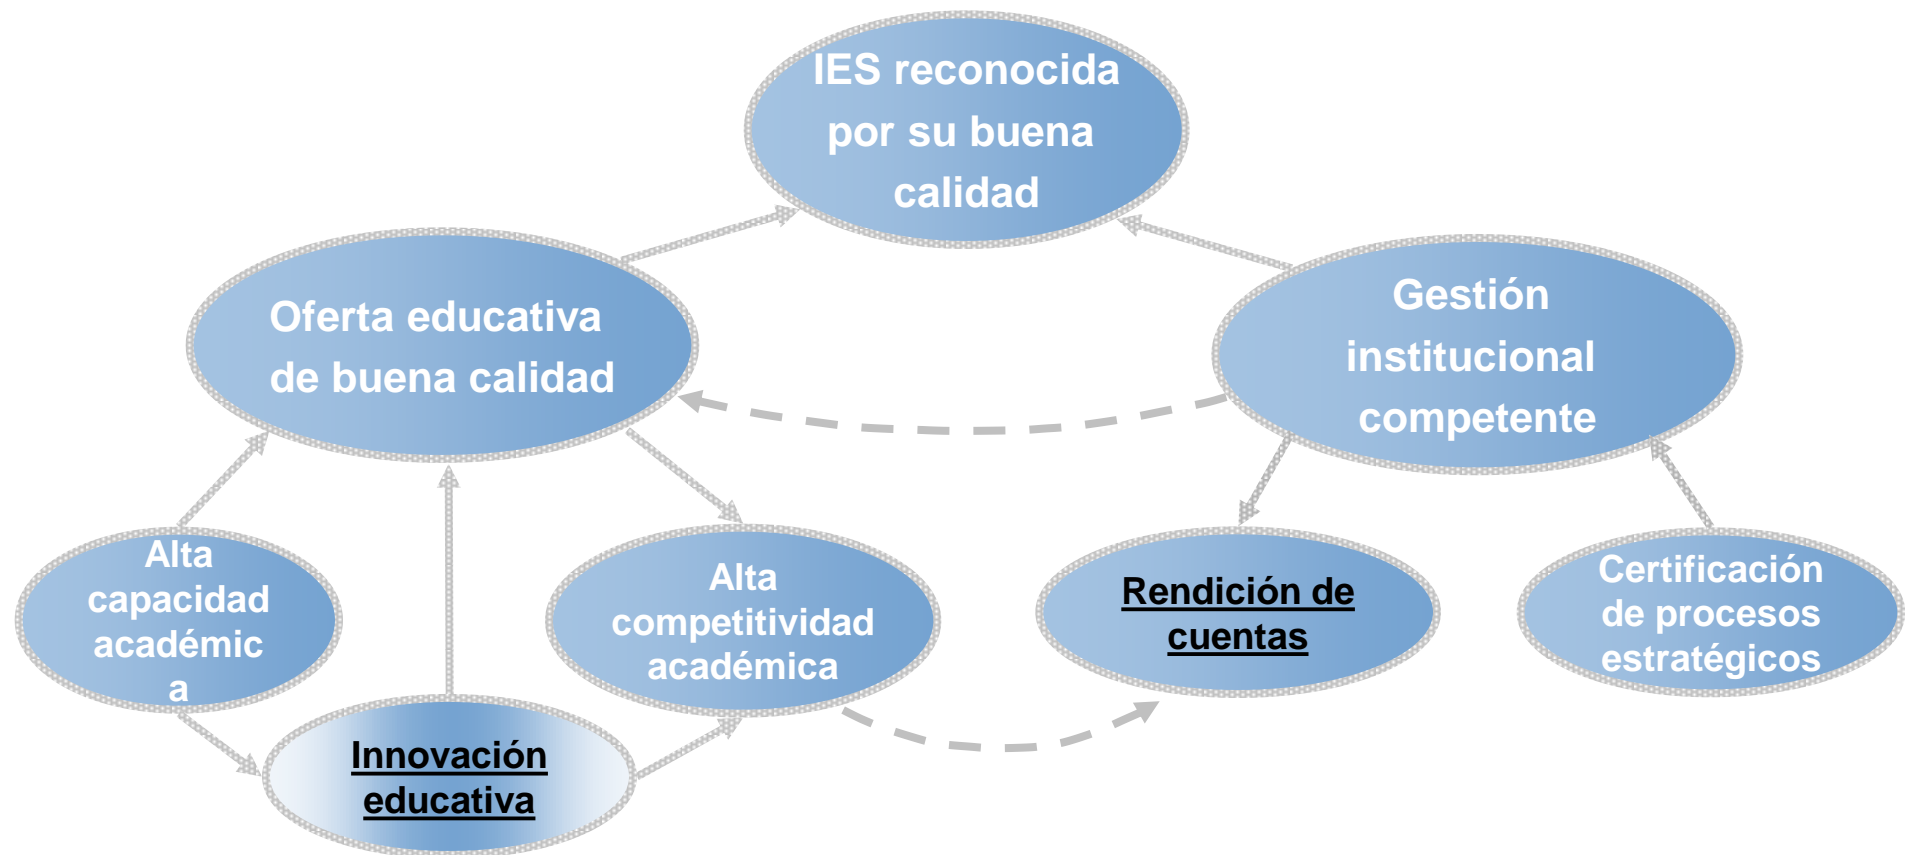 IES reconocida
por su buena
calidad
Oferta educativa
de buena calidad
Gestión
institucional
competente
Alta
capacidad
académic
a
Alta
competitividad
académica
Rendición de
cuentas
Certificación
de procesos
estratégicos
Innovación
educativa